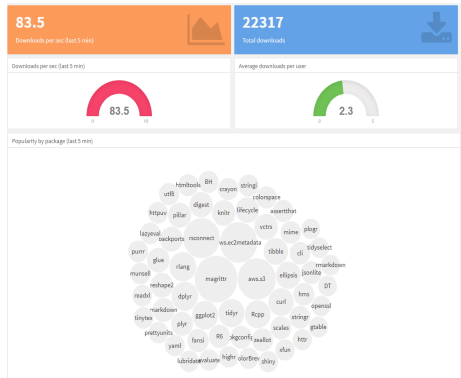 83.5
Downloads per sec (last 5 min)
22317
Total downloads
Downloads per sec (last 5 min)
Average downloads per user
83.5
0
10
2.3
0
5
Popularity by package (last 5 min)
BH
htmltools
crayon
stringi
utf8
colorspace
digest
lifecycle
assertthat
httpuv
pillar
knitr
vctrs
plogr
mime
lazyeval
backports
rsconnect
ws.ec2metadata
tidyselect
purrr
tibble
cli
glue
rlang
rmarkdown
munsell
magrittr
aws.s3
ellipsis
jsonlite
reshape2
DT
readxl
dplyr
hms
curl
openssl
markdown
ggplot2
tidyr
Rcpp
stringr
tinytex
plyr
scales
gtable
prettyunits
fansi
R6
pkgconfig
zeallot
httr
yaml
xfun
lubridate
evaluate
highr
olorBrev
shiny